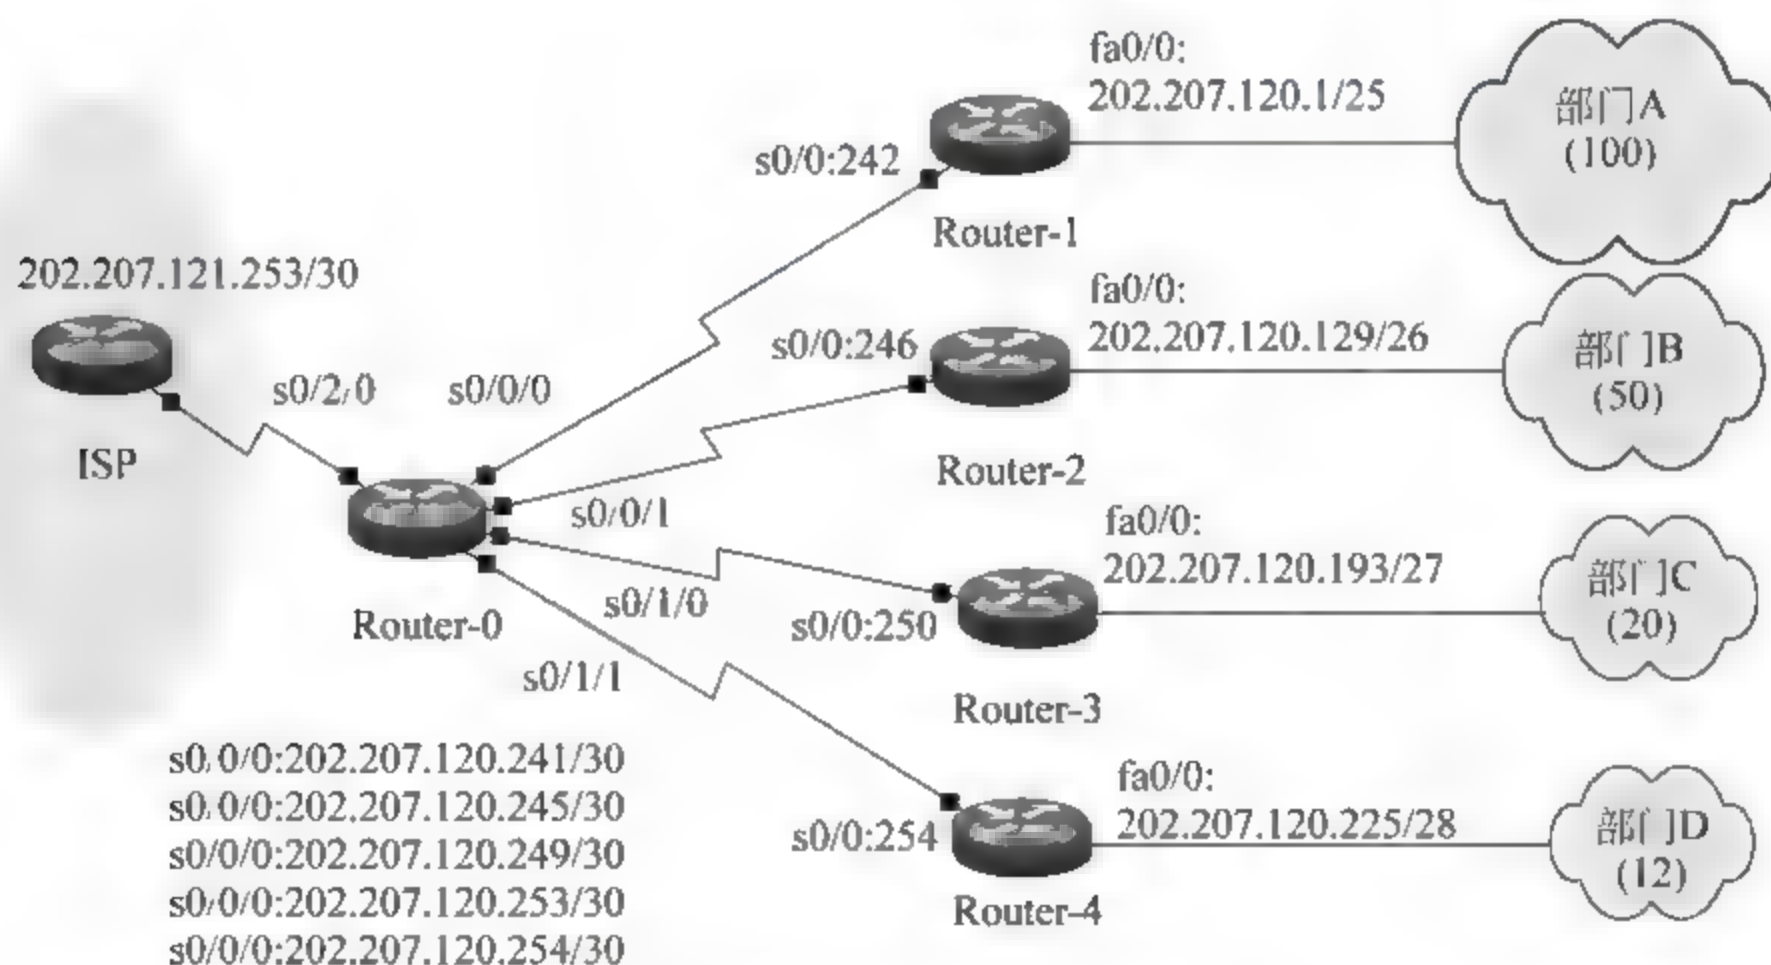 fa0/0:
202.207.120.1/25
部门A
(100)
s0/0:242
Router-1
202.207.121.253/30
fa0/0:
202.207.120.129/26
部门B
(50)
s0/0:246
s0/2/0
s0/0/0
ISP
Router-2
s0/0/1
fa0/0:
202.207.120.193/27
部门C
(20)
s0/1/0
s0/0:250
Router-0
s0/1/1
Router-3
s0/0/0:202.207.120.241/30
s0/0/0:202.207.120.245/30
s0/0/0:202.207.120.249/30
s0/0/0:202.207.120.253/30
s0/0/0:202.207.120.254/30
fa0/0:
202.207.120.225/28
部门D
(12)
s0/0:254
Router-4